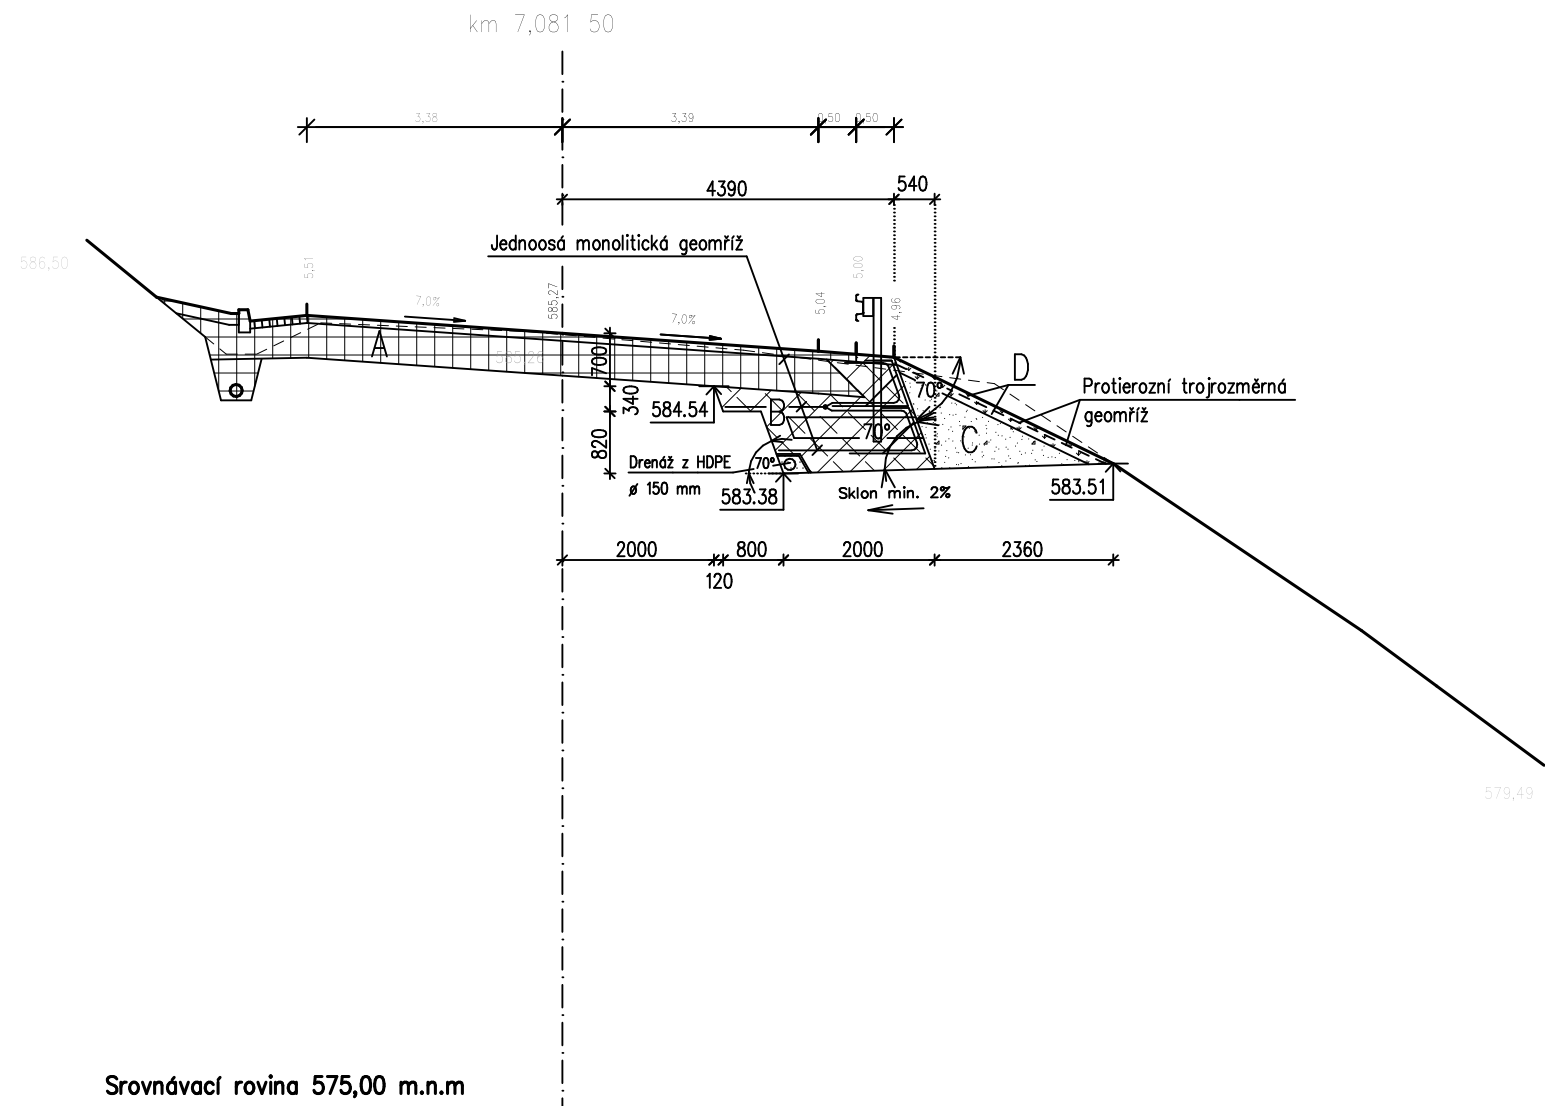 km 7,081 50
3,38
3,39
0,50
0,50
4390
540
Jednoosá monolitická geomříž
586,50
5,51
7,0%
585,27
7,0%
5,04
5,00
4,96
A
585,28
700
340
820
584.54
B
70°
70°
70°
C
D
Protierozní trojrozměrná
geomříž
Drenáž z HDPE
ø 150 mm
583.38
Sklon min. 2%
583.51
2000
120
800
2000
2360
579,49
Srovnávací rovina 575,00 m.n.m